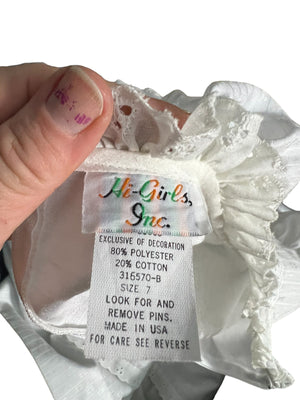 Hi-Girls,
Inc.
EXCLUSIVE OF DECORATION
80% POLYESTER
20% COTTON
316570-B
SIZE 7
LOOK FOR AND
REMOVE PINS.
MADE IN USA
FOR CARE SEE REVERSE